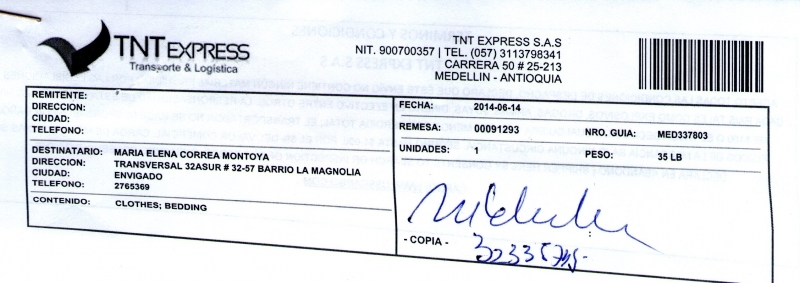 TNT EXPRESS
Transporte & Logística
TNT EXPRESS S.A.S
NIT. 900700357 | TEL. (057) 3113798341
CARRERA 50 # 25-213
MEDELLIN - ANTIOQUIA
REMITENTE:
DIRECCION:
CIUDAD:
TELEFONO:
DESTINATARIO: MARIA ELENA CORREA MONTOYA
DIRECCION: TRANSVERSAL 32ASUR # 32-57 BARRIO LA MAGNOLIA
CIUDAD: ENVIGADO
TELEFONO: 2765369
CONTENIDO: CLOTHES; BEDDING
FECHA: 2014-06-14
REMESA: 00091293 NRO. GUIA: MED337803
UNIDADES: 1 PESO: 35 LB
- COPIA -